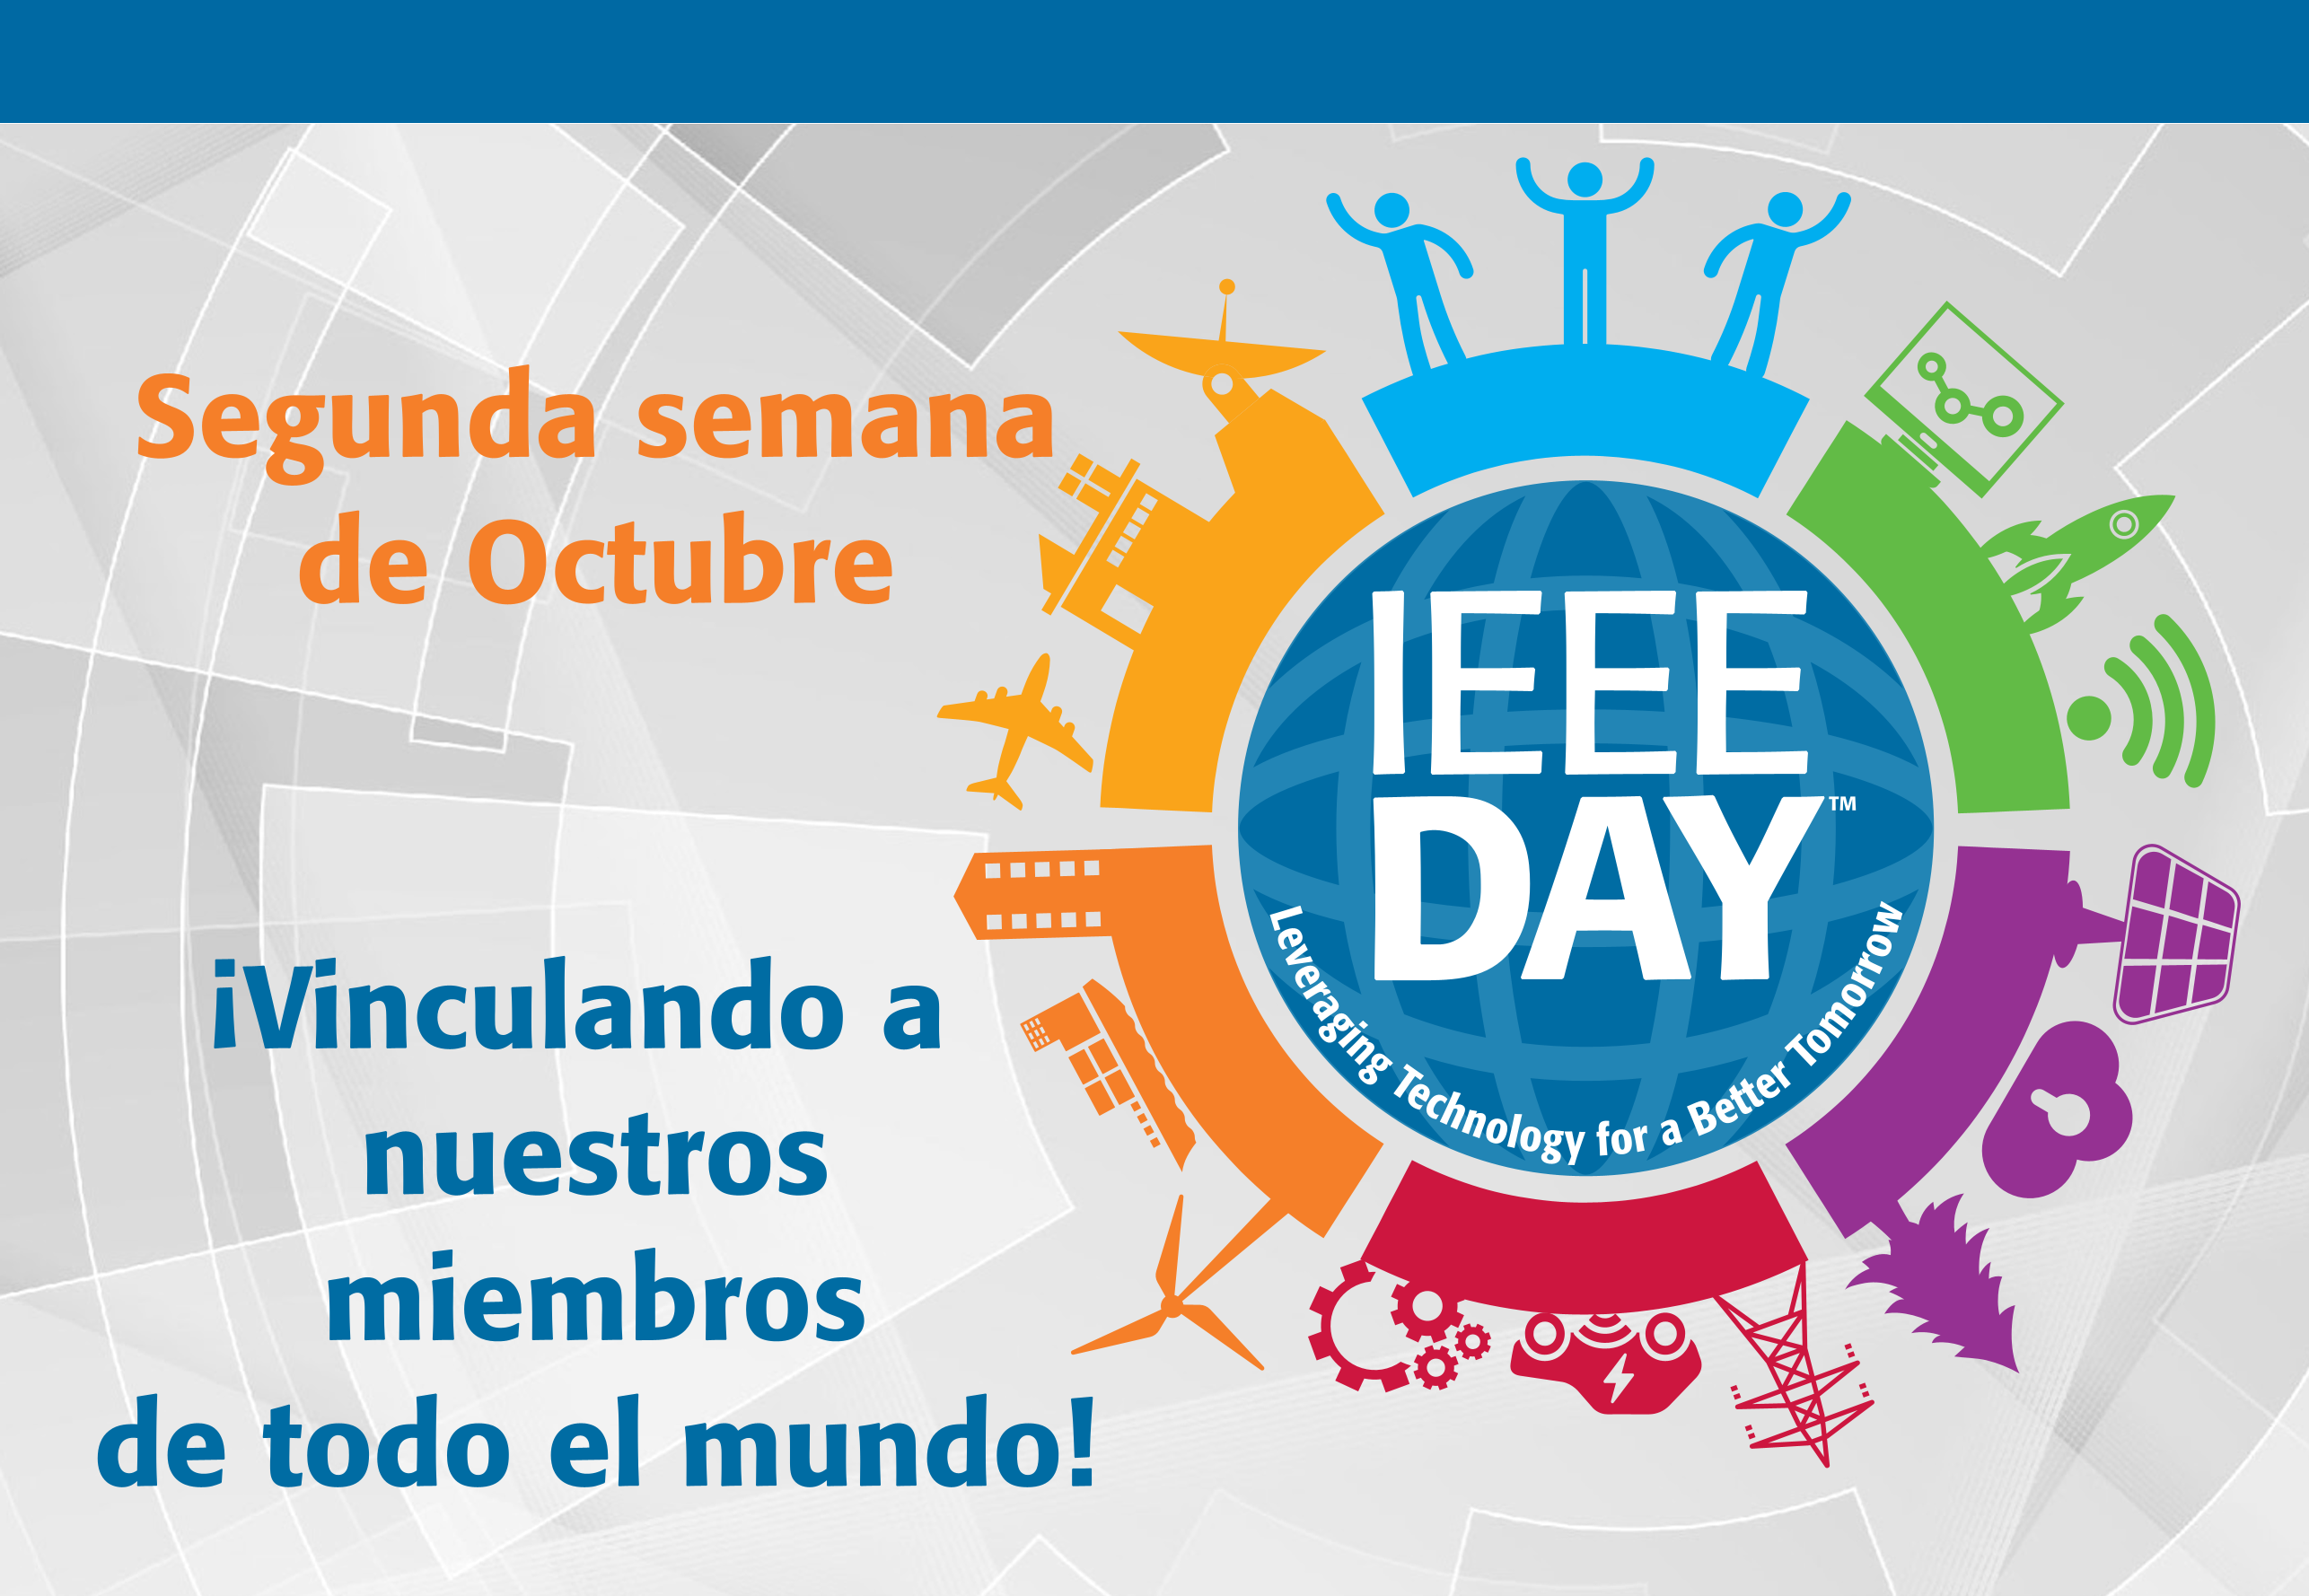 Segunda semana
de Octubre
¡Vinculando a
nuestros
miembros
de todo el mundo!
IEEE
DAY™
Leveraging Technology for a Better Tomorrow